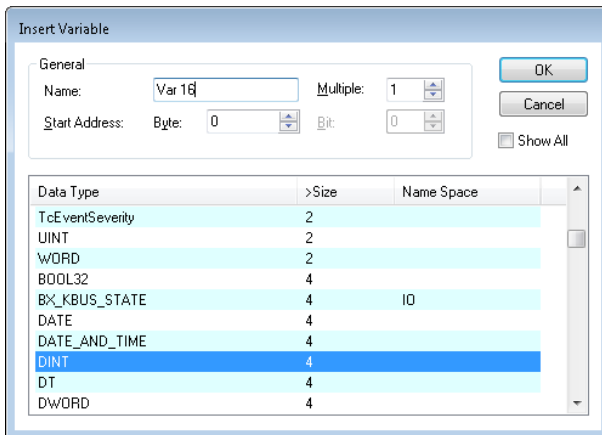 Insert Variable
General
OK
Name: Var 16 Multiple: 1
Cancel
Start Address: Byte: 0 Bit: 0
Show All
Data Type >Size Name Space
TcEventSeverity 2
UINT 2
WORD 2
BOOL32 4
BX_KBUS_STATE 4 IO
DATE 4
DATE_AND_TIME 4
DINT 4
DT 4
DWORD 4